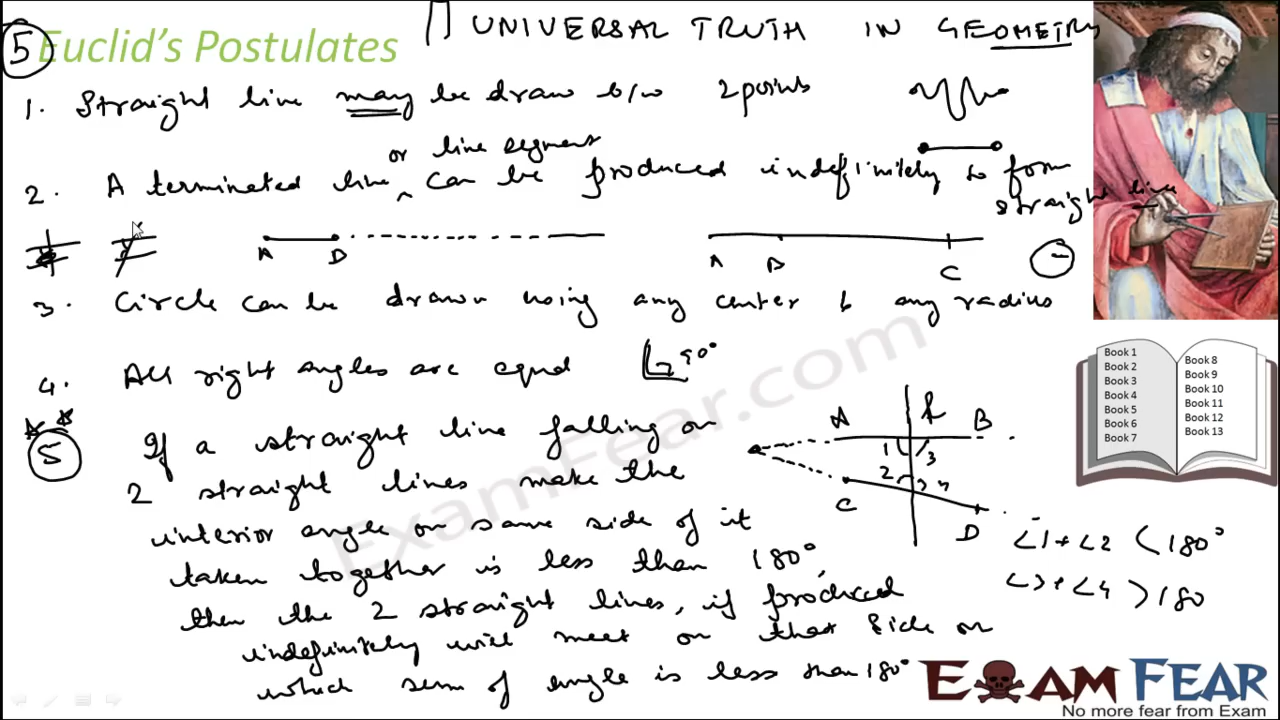 5 Euclid's Postulates
UNIVERSAL TRUTH IN GEOMETRY
1. Straight line may be draw b/w 2 points
or line segment
2. A terminated line ^ can be produced indefinitely to form
straight line
A B
A B C
3. Circle can be drawn using any center & any radius
4. All right angles are equal 90°
5 If a straight line falling on
2 straight lines make the
interior angle on same side of it
taken together is less than 180°,
then the 2 straight lines, if produced
indefinitely will meet on that side on
which sum of angle is less than 180°
A B
1 3
2 4
C D
∠1+∠2 < 180°
∠3+∠4 > 180
Book 1
Book 2
Book 3
Book 4
Book 5
Book 6
Book 7
Book 8
Book 9
Book 10
Book 11
Book 12
Book 13
ExamFear.com
EXAM FEAR
No more fear from Exam